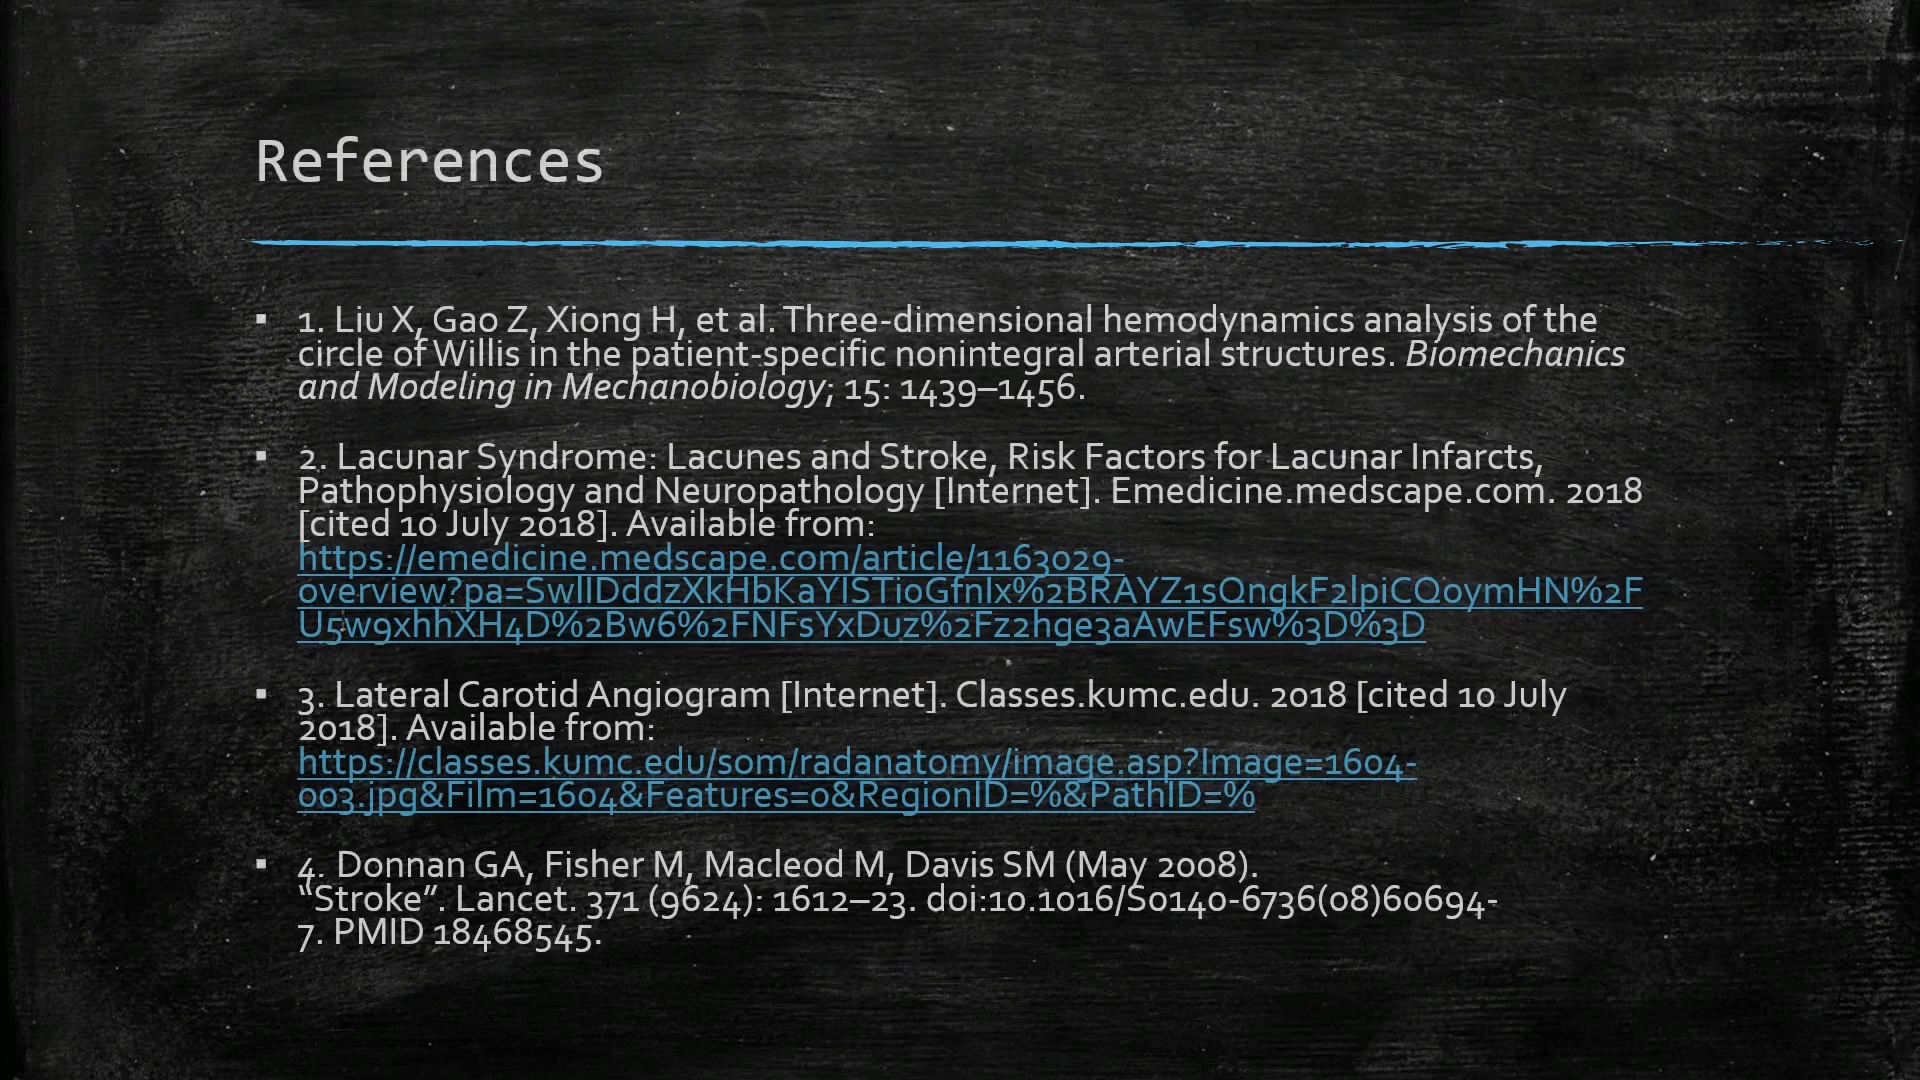 References
▪ 1. Liu X, Gao Z, Xiong H, et al. Three-dimensional hemodynamics analysis of the
circle of Willis in the patient-specific nonintegral arterial structures. Biomechanics
and Modeling in Mechanobiology; 15: 1439–1456.
▪ 2. Lacunar Syndrome: Lacunes and Stroke, Risk Factors for Lacunar Infarcts,
Pathophysiology and Neuropathology [Internet]. Emedicine.medscape.com. 2018
[cited 10 July 2018]. Available from:
https://emedicine.medscape.com/article/1163029-
overview?pa=SwlIDddzXkHbKaYISTioGfnIx%2BRAYZ1sQngkF2lpiCQoymHN%2F
U5w9xhhXH4D%2Bw6%2FNFsYxDuz%2Fz2hge3aAwEFsw%3D%3D
▪ 3. Lateral Carotid Angiogram [Internet]. Classes.kumc.edu. 2018 [cited 10 July
2018]. Available from:
https://classes.kumc.edu/som/radanatomy/image.asp?Image=1604-
003.jpg&Film=1604&Features=0&RegionID=%&PathID=%
▪ 4. Donnan GA, Fisher M, Macleod M, Davis SM (May 2008).
“Stroke”. Lancet. 371 (9624): 1612–23. doi:10.1016/S0140-6736(08)60694-
7. PMID 18468545.